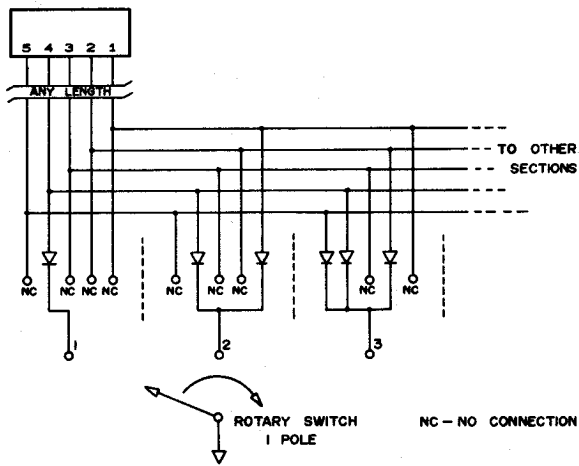 5 4 3 2 1
ANY LENGTH
TO OTHER
SECTIONS
NC NC NC NC
NC NC NC
NC NC
1 2 3
ROTARY SWITCH
1 POLE
NC – NO CONNECTION